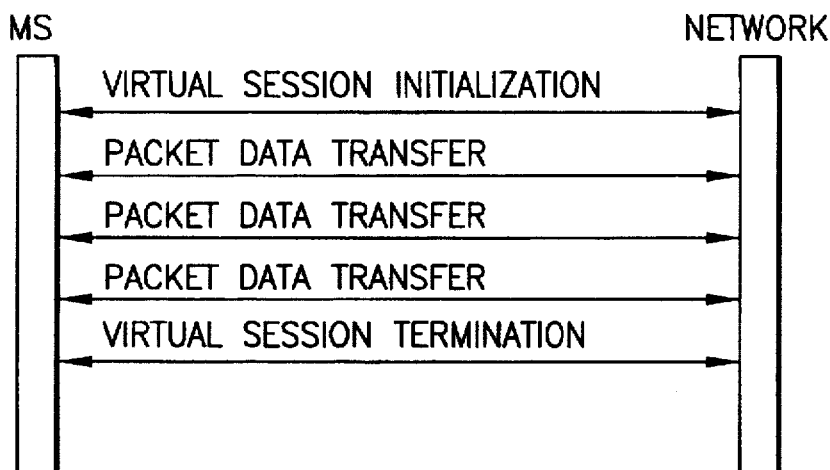 MS
NETWORK
VIRTUAL SESSION INITIALIZATION
PACKET DATA TRANSFER
PACKET DATA TRANSFER
PACKET DATA TRANSFER
VIRTUAL SESSION TERMINATION